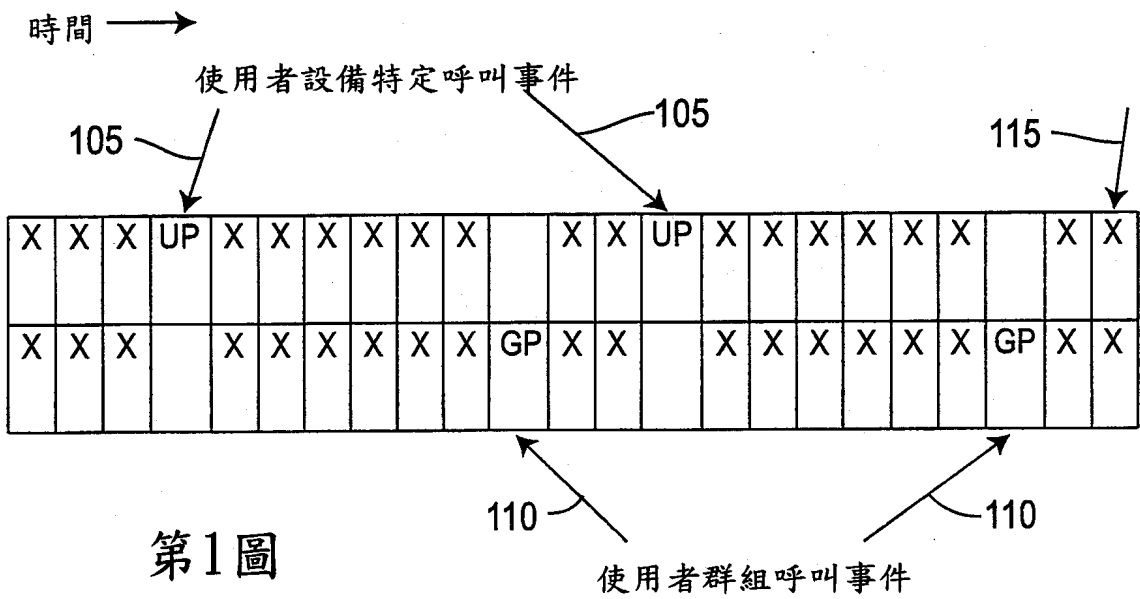 時間
使用者設備特定呼叫事件
105 105 115
X X X UP X X X X X X X X UP X X X X X X X X
X X X X X X X X X GP X X X X X X X X GP X X
110 110
第1圖
使用者群組呼叫事件